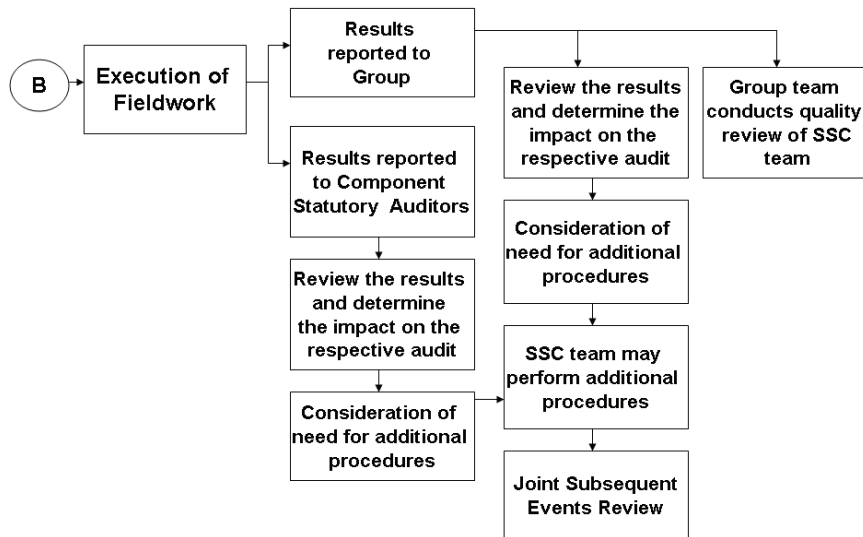 B
Execution of
Fieldwork
Results
reported to
Group
Results reported
to Component
Statutory Auditors
Review the results
and determine
the impact on the
respective audit
Consideration of
need for additional
procedures
Review the results
and determine the
impact on the
respective audit
Consideration of
need for additional
procedures
SSC team may
perform additional
procedures
Joint Subsequent
Events Review
Group team
conducts quality
review of SSC
team